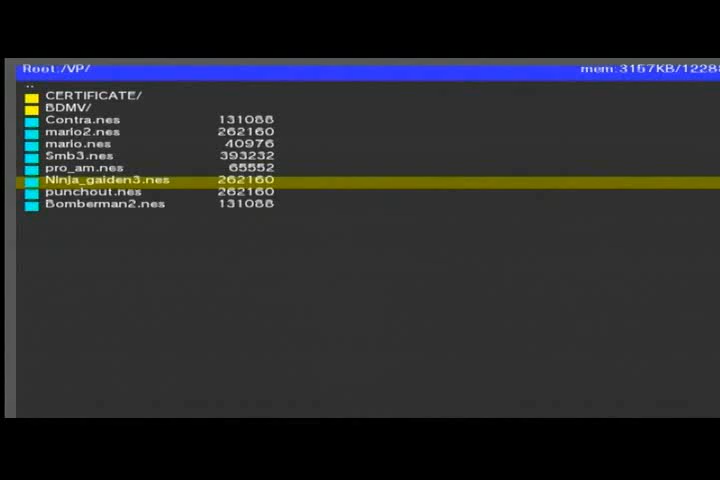 Root:/VP/ mem:3157KB/1228
..
CERTIFICATE/
BDMV/
Contra.nes 131088
mario2.nes 262160
mario.nes 40976
Smb3.nes 393232
pro_am.nes 65552
Ninja_gaiden3.nes 262160
punchout.nes 262160
Bomberman2.nes 131088